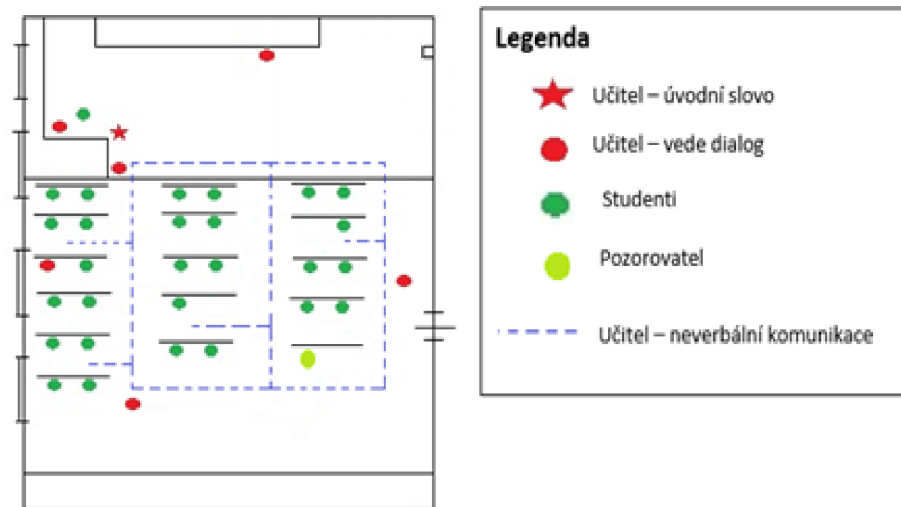 Legenda
Učitel – úvodní slovo
Učitel – vede dialog
Studenti
Pozorovatel
Učitel – neverbální komunikace